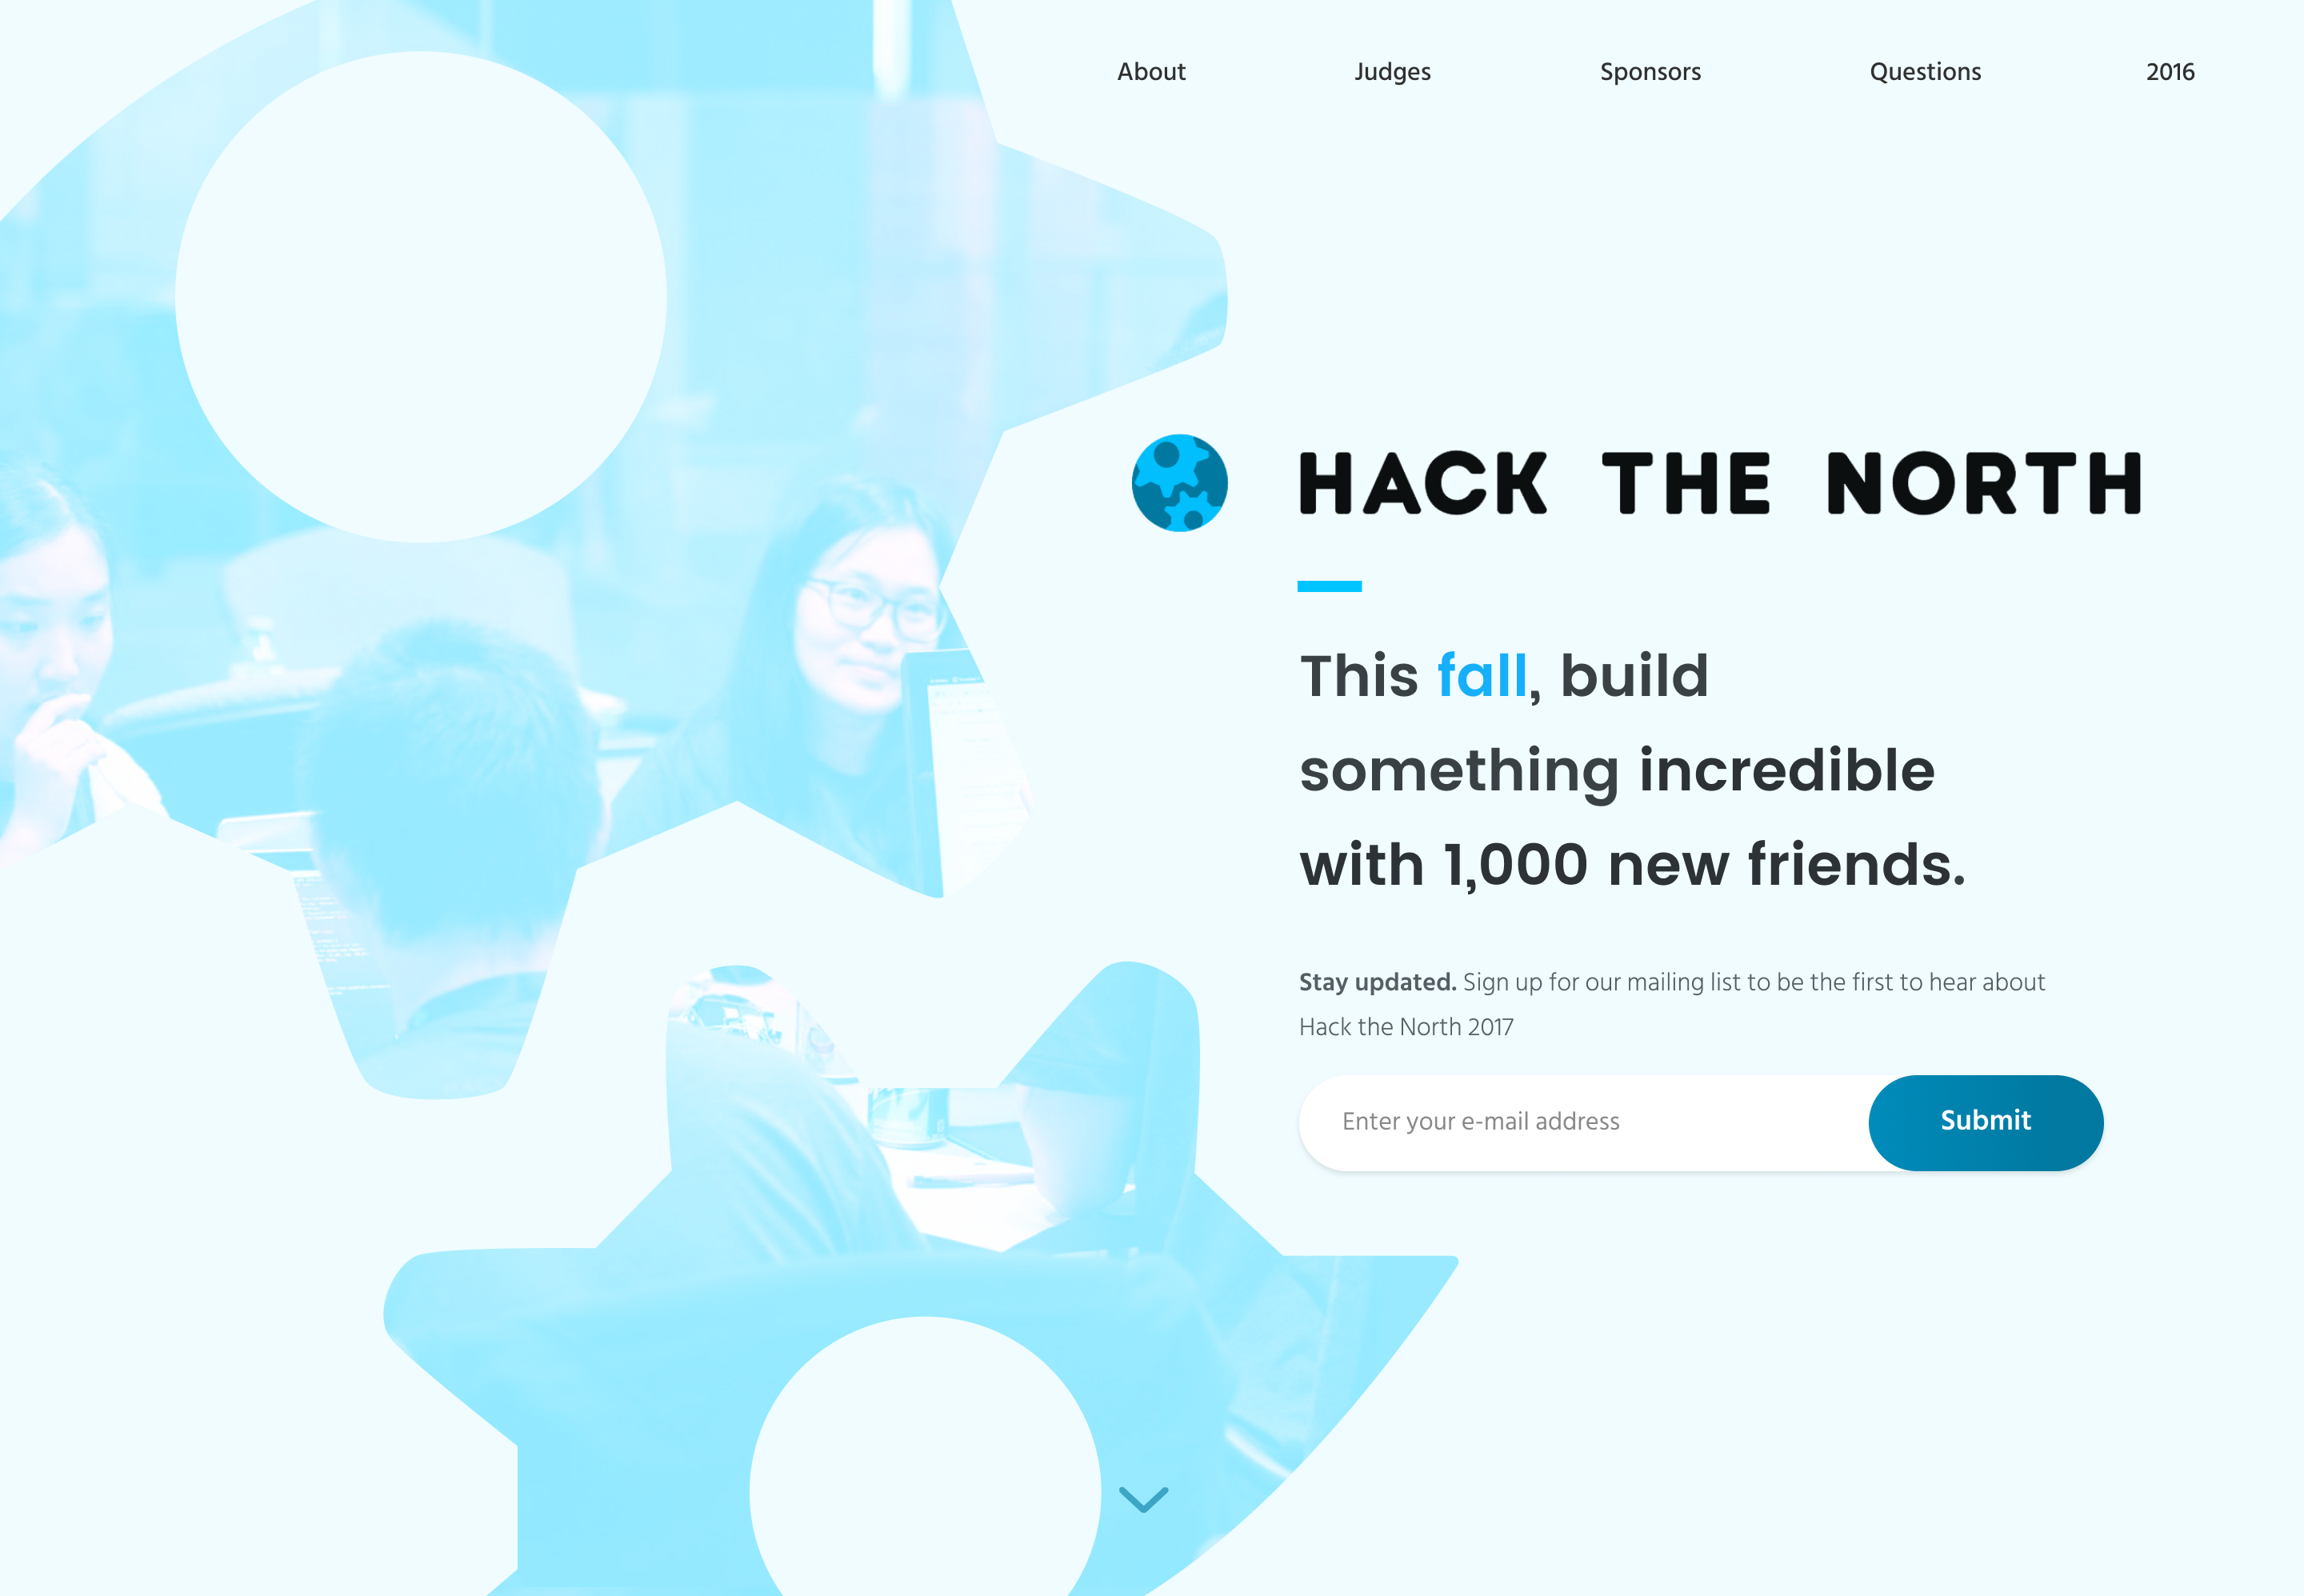 About Judges Sponsors Questions 2016
HACK THE NORTH
This fall, build
something incredible
with 1,000 new friends.
Stay updated. Sign up for our mailing list to be the first to hear about
Hack the North 2017
Enter your e-mail address Submit